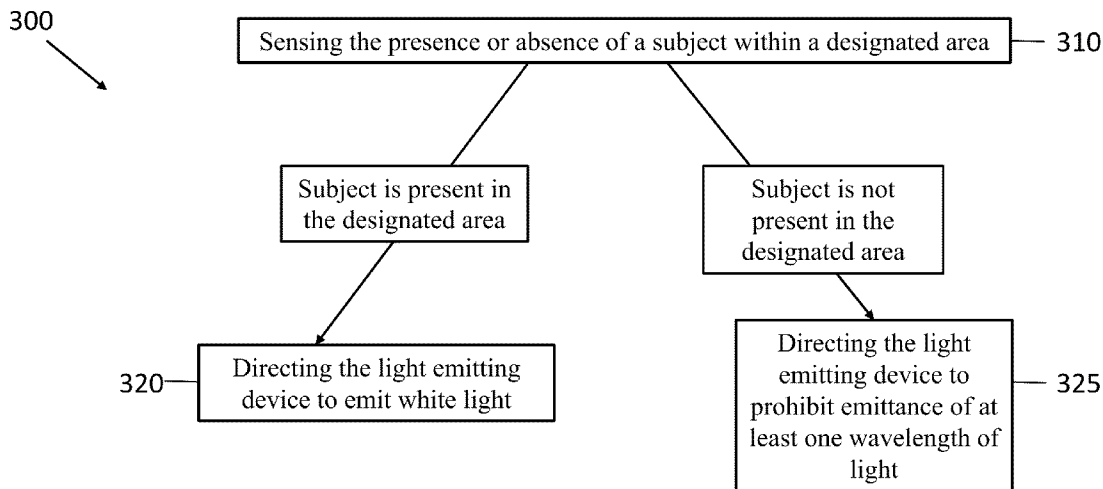 300
Sensing the presence or absence of a subject within a designated area
310
Subject is present in
the designated area
Subject is not
present in the
designated area
320
Directing the light emitting
device to emit white light
Directing the light
emitting device to
prohibit emittance of at
least one wavelength of
light
325